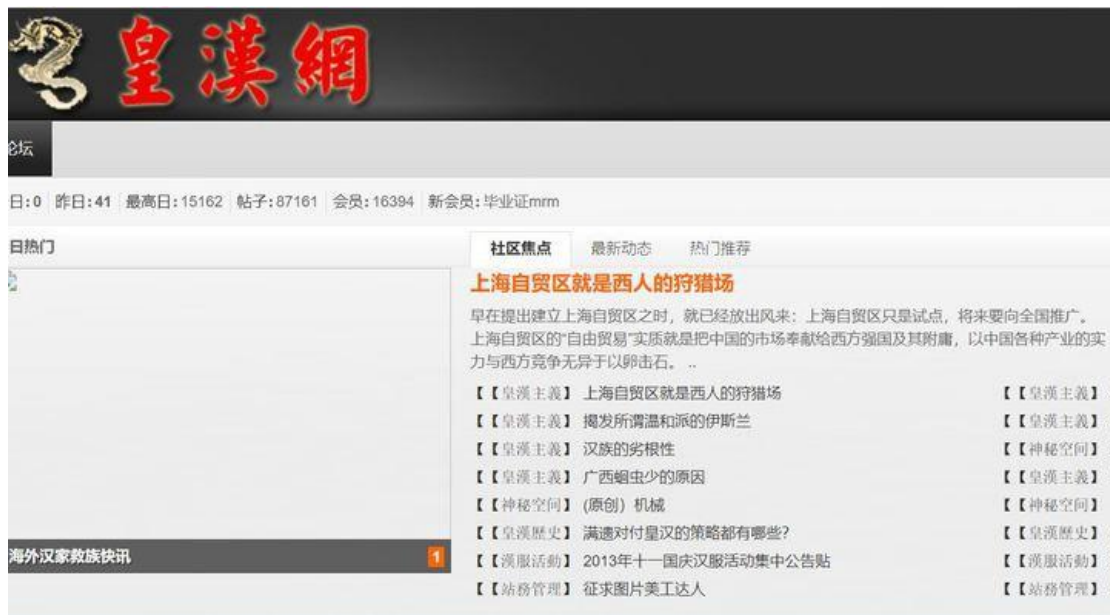 皇漢網
论坛
日:0 昨日:41 最高日:15162 帖子:87161 会员:16394 新会员:毕业证mrm
日热门
社区焦点 最新动态 热门推荐
上海自贸区就是西人的狩猎场
早在提出建立上海自贸区之时，就已经放出风来：上海自贸区只是试点，将来要向全国推广。
上海自贸区的“自由贸易”实质就是把中国的市场奉献给西方强国及其附庸，以中国各种产业的实
力与西方竞争无异于以卵击石。 ..
【【皇漢主義】 上海自贸区就是西人的狩猎场 【【皇漢主義】
【【皇漢主義】 揭发所谓温和派的伊斯兰 【【皇漢主義】
【【皇漢主義】 汉族的劣根性 【【神秘空间】
【【皇漢主義】 广西蛔虫少的原因 【【皇漢主義】
【【神秘空间】 (原创）机械 【【神秘空间】
【【皇漢歷史】 满遗对付皇汉的策略都有哪些? 【【皇漢歷史】
【【漢服活動】 2013年十一国庆汉服活动集中公告贴 【【漢服活動】
【【站務管理】 征求图片美工达人 【【站務管理】
海外汉家救族快讯 1